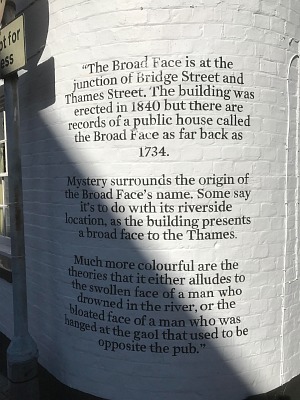 ot for
ess
“The Broad Face is at the
junction of Bridge Street and
Thames Street. The building was
erected in 1840 but there are
records of a public house called
the Broad Face as far back as
1734.
Mystery surrounds the origin of
the Broad Face's name. Some say
it's to do with its riverside
location, as the building presents
a broad face to the Thames.
Much more colourful are the
theories that it either alludes to
the swollen face of a man who
drowned in the river, or the
bloated face of a man who was
hanged at the gaol that used to be
opposite the pub.”